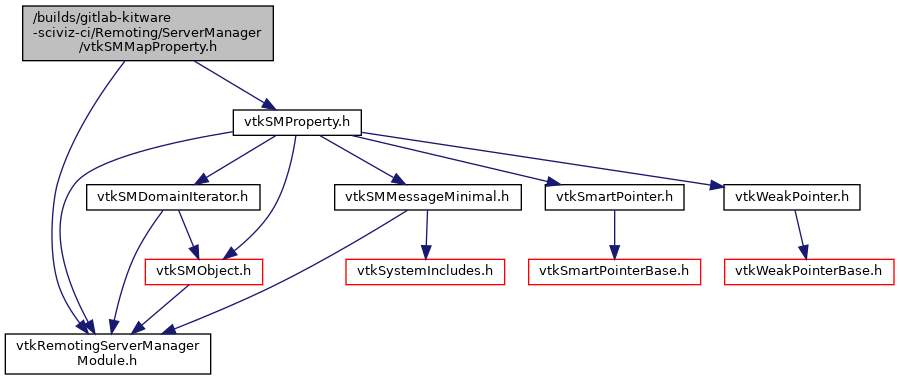 /builds/gitlab-kitware
-sciviz-ci/Remoting/ServerManager
/vtkSMMapProperty.h
vtkSMProperty.h
vtkSMDomainIterator.h
vtkSMMessageMinimal.h
vtkSmartPointer.h
vtkWeakPointer.h
vtkSMObject.h
vtkSystemIncludes.h
vtkSmartPointerBase.h
vtkWeakPointerBase.h
vtkRemotingServerManager
Module.h